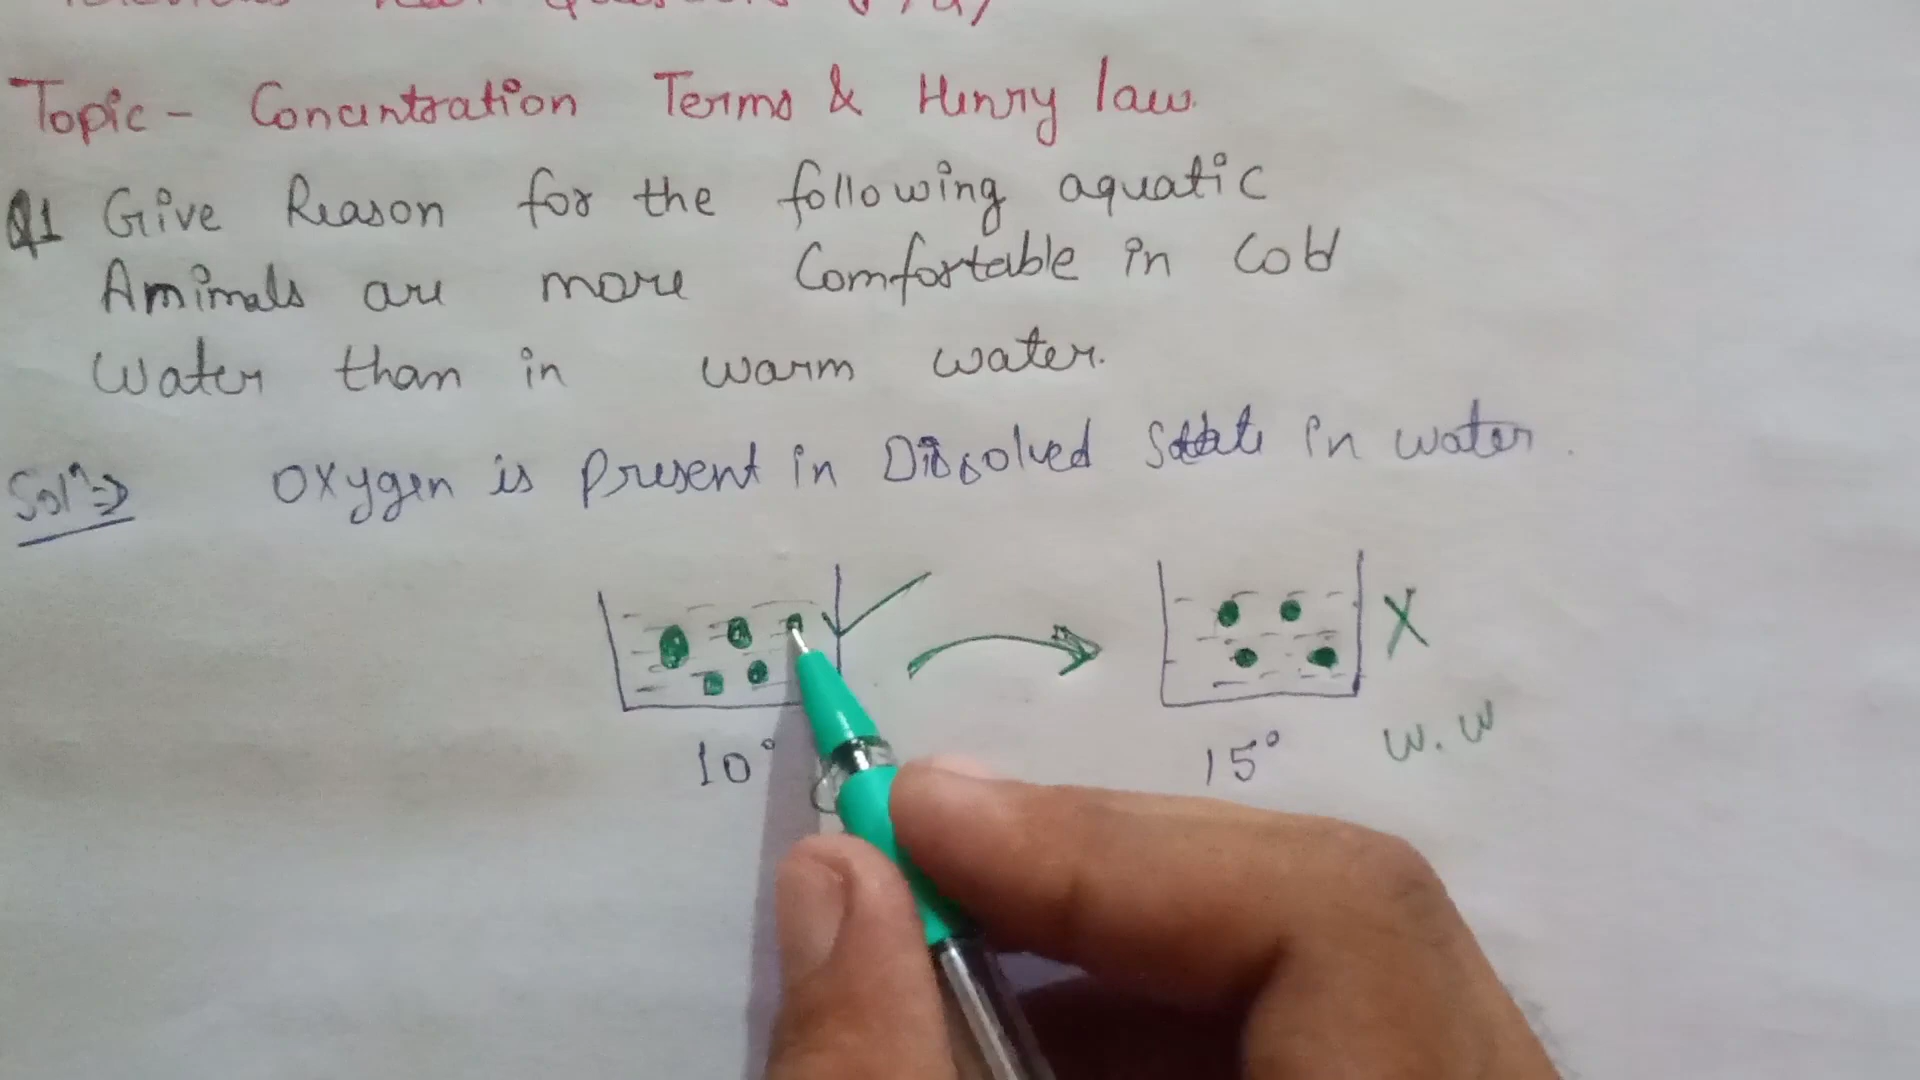 Topic - Concentration Terms & Henry law.
Q1 Give Reason for the following aquatic
Animals are more Comfortable in Cold
Water than in warm water.
Solⁿ⇒ Oxygen is Present in Dissolved State in water.
X
10° 15° W.W